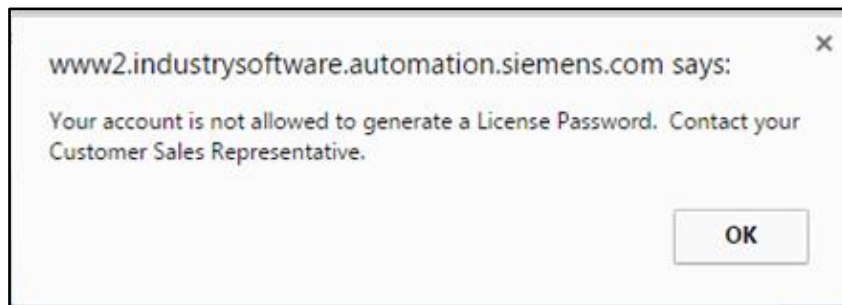 www2.industrysoftware.automation.siemens.com says:
×
Your account is not allowed to generate a License Password.  Contact your
Customer Sales Representative.
OK